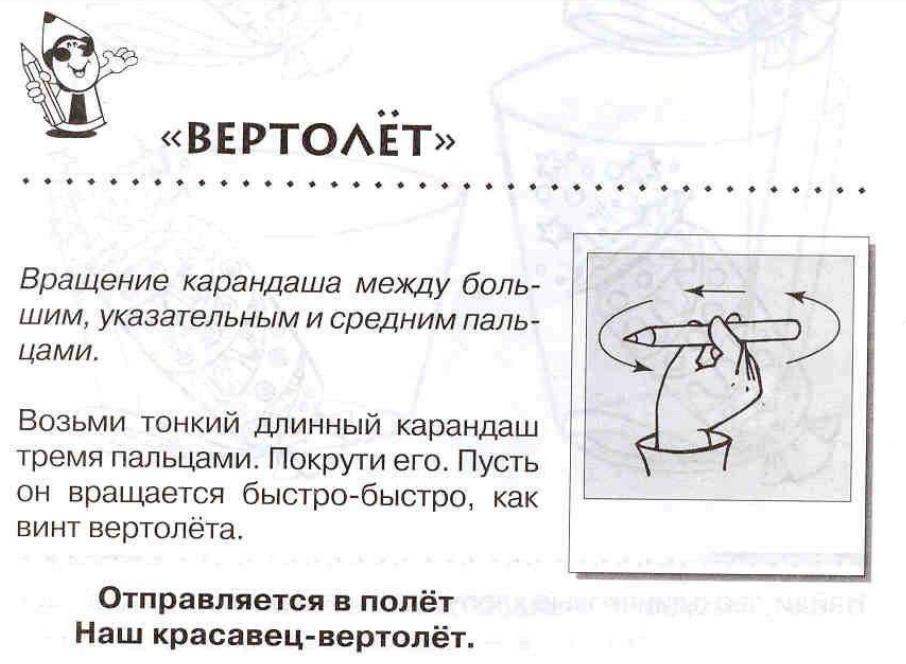 «ВЕРТОЛЁТ»
Вращение карандаша между боль-
шим, указательным и средним паль-
цами.
Возьми тонкий длинный карандаш
тремя пальцами. Покрути его. Пусть
он вращается быстро-быстро, как
винт вертолёта.
Отправляется в полёт
Наш красавец-вертолёт.